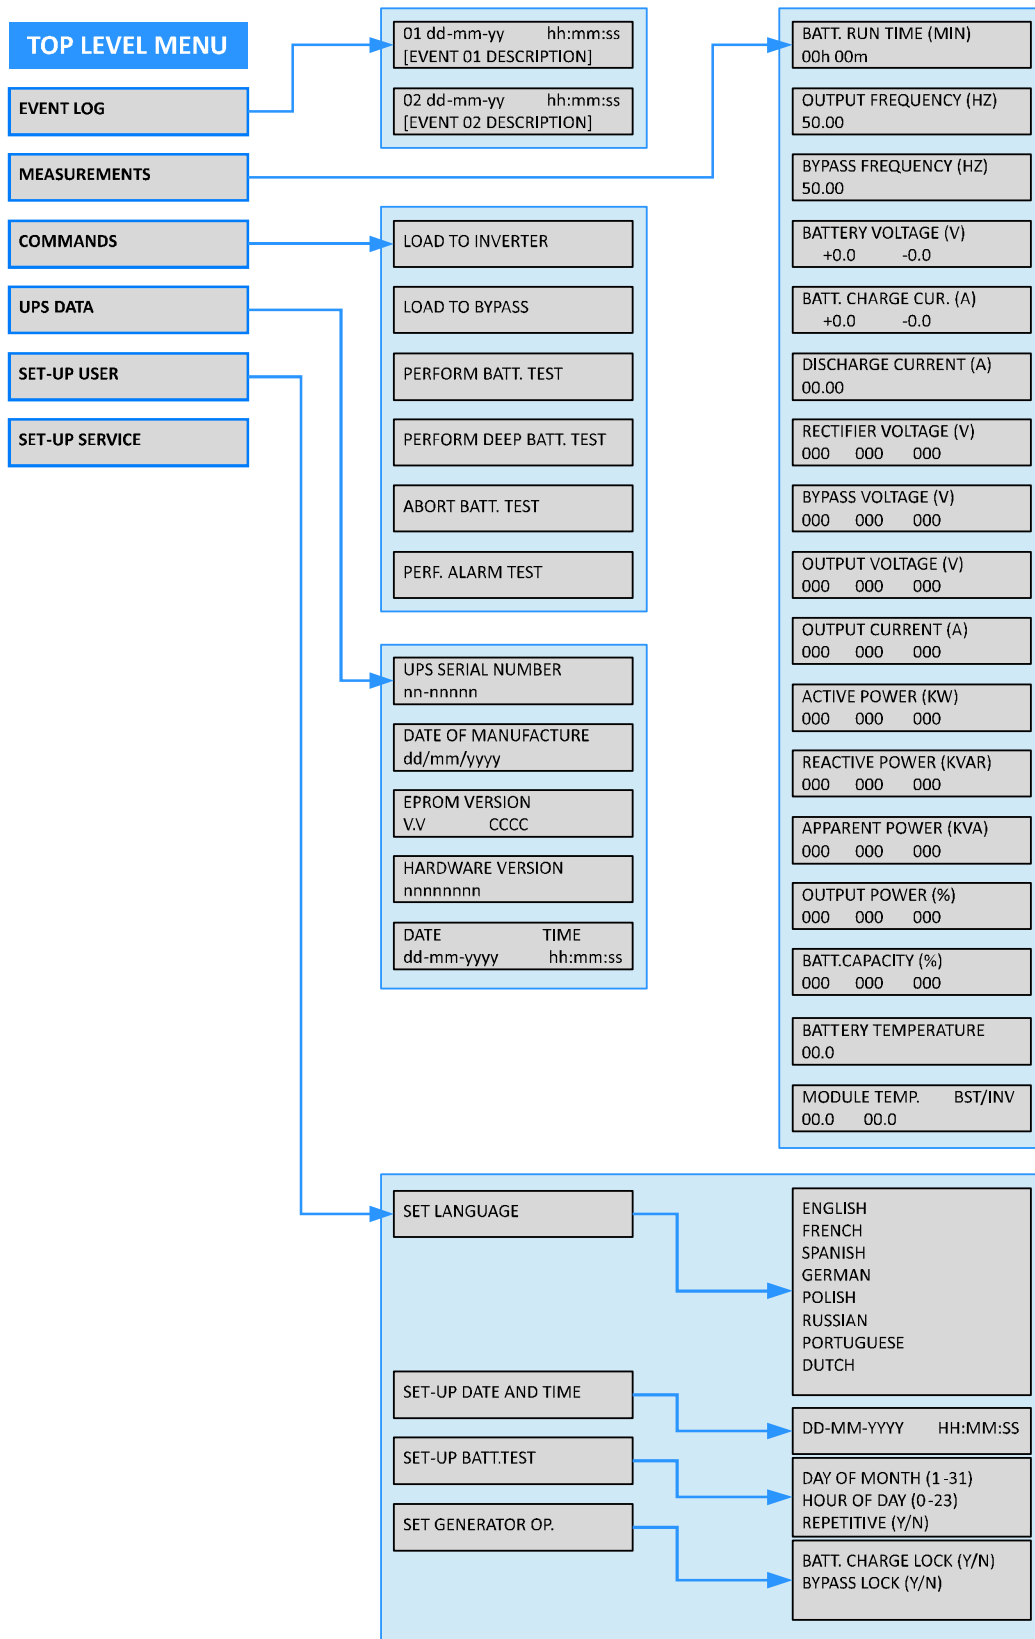 TOP LEVEL MENU
EVENT LOG
MEASUREMENTS
COMMANDS
UPS DATA
SET-UP USER
SET-UP SERVICE
01 dd-mm-yy hh:mm:ss
[EVENT 01 DESCRIPTION]
02 dd-mm-yy hh:mm:ss
[EVENT 02 DESCRIPTION]
LOAD TO INVERTER
LOAD TO BYPASS
PERFORM BATT. TEST
PERFORM DEEP BATT. TEST
ABORT BATT. TEST
PERF. ALARM TEST
UPS SERIAL NUMBER
nn-nnnnn
DATE OF MANUFACTURE
dd/mm/yyyy
EPROM VERSION
V.V CCCC
HARDWARE VERSION
nnnnnnnn
DATE TIME
dd-mm-yyyy hh:mm:ss
BATT. RUN TIME (MIN)
00h 00m
OUTPUT FREQUENCY (HZ)
50.00
BYPASS FREQUENCY (HZ)
50.00
BATTERY VOLTAGE (V)
+0.0 -0.0
BATT. CHARGE CUR. (A)
+0.0 -0.0
DISCHARGE CURRENT (A)
00.00
RECTIFIER VOLTAGE (V)
000 000 000
BYPASS VOLTAGE (V)
000 000 000
OUTPUT VOLTAGE (V)
000 000 000
OUTPUT CURRENT (A)
000 000 000
ACTIVE POWER (KW)
000 000 000
REACTIVE POWER (KVAR)
000 000 000
APPARENT POWER (KVA)
000 000 000
OUTPUT POWER (%)
000 000 000
BATT.CAPACITY (%)
000 000 000
BATTERY TEMPERATURE
00.0
MODULE TEMP. BST/INV
00.0 00.0
SET LANGUAGE
ENGLISH
FRENCH
SPANISH
GERMAN
POLISH
RUSSIAN
PORTUGUESE
DUTCH
SET-UP DATE AND TIME
DD-MM-YYYY HH:MM:SS
SET-UP BATT.TEST
DAY OF MONTH (1-31)
HOUR OF DAY (0-23)
REPETITIVE (Y/N)
SET GENERATOR OP.
BATT. CHARGE LOCK (Y/N)
BYPASS LOCK (Y/N)